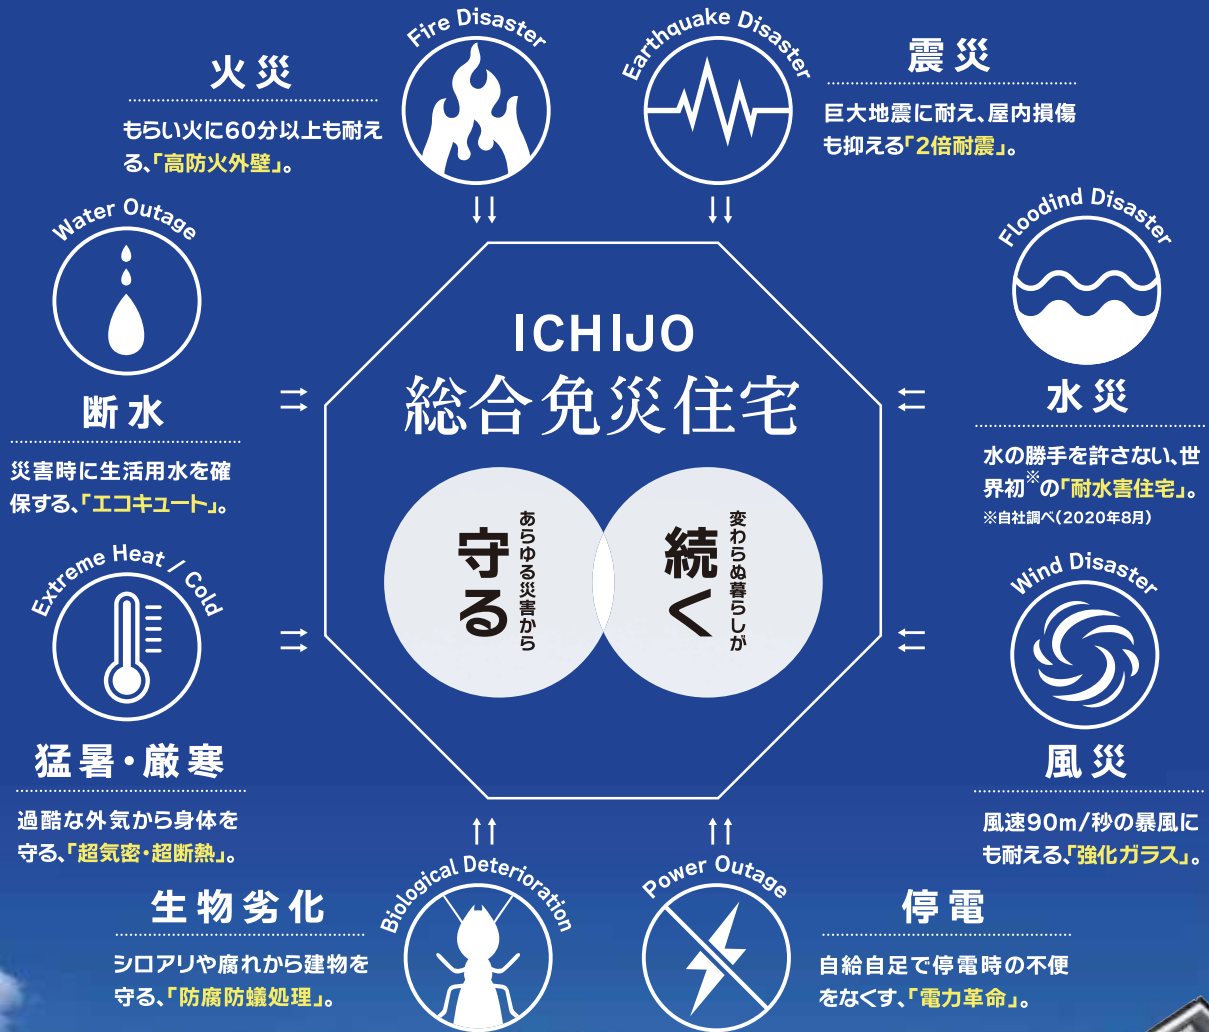 Fire Disaster
火災
もらい火に60分以上も耐え
る、「高防火外壁」。
Earthquake Disaster
震災
巨大地震に耐え、屋内損傷
も抑える「2倍耐震」。
Water Outage
断水
災害時に生活用水を確
保する、「エコキュート」。
Floodind Disaster
水災
水の勝手を許さない、世
界初※の「耐水害住宅」。
※自社調べ(2020年8月)
ICHIJO
総合免災住宅
あらゆる災害から
守る
変わらぬ暮らしが
続く
Extreme Heat / Cold
猛暑・厳寒
過酷な外気から身体を
守る、「超気密・超断熱」。
Wind Disaster
風災
風速90m/秒の暴風に
も耐える、「強化ガラス」。
Biological Deterioration
生物劣化
シロアリや腐れから建物を
守る、「防腐防蟻処理」。
Power Outage
停電
自給自足で停電時の不便
をなくす、「電力革命」。